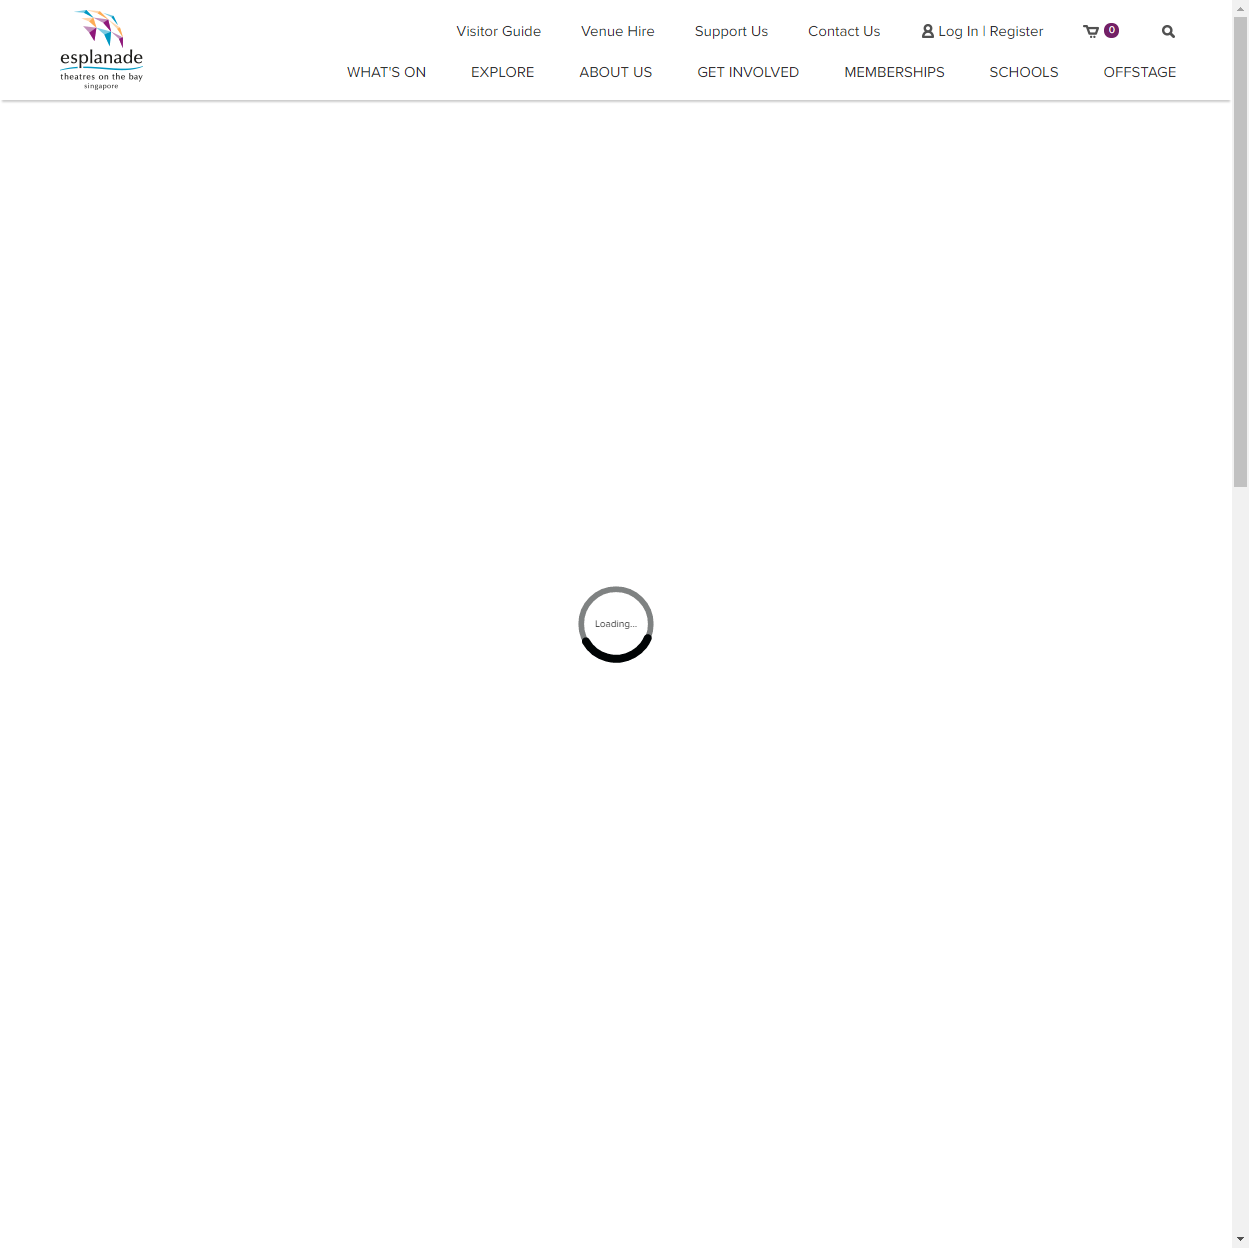 Visitor Guide Venue Hire Support Us Contact Us Log In | Register 0
esplanade
theatres on the bay
singapore
WHAT'S ON EXPLORE ABOUT US GET INVOLVED MEMBERSHIPS SCHOOLS OFFSTAGE
Loading...